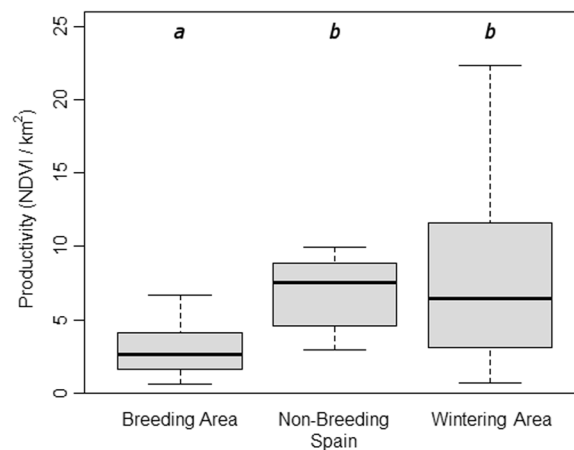 a b b
Productivity (NDVI / km²)
25
20
15
10
5
0
Breeding Area
Non-Breeding
Spain
Wintering Area